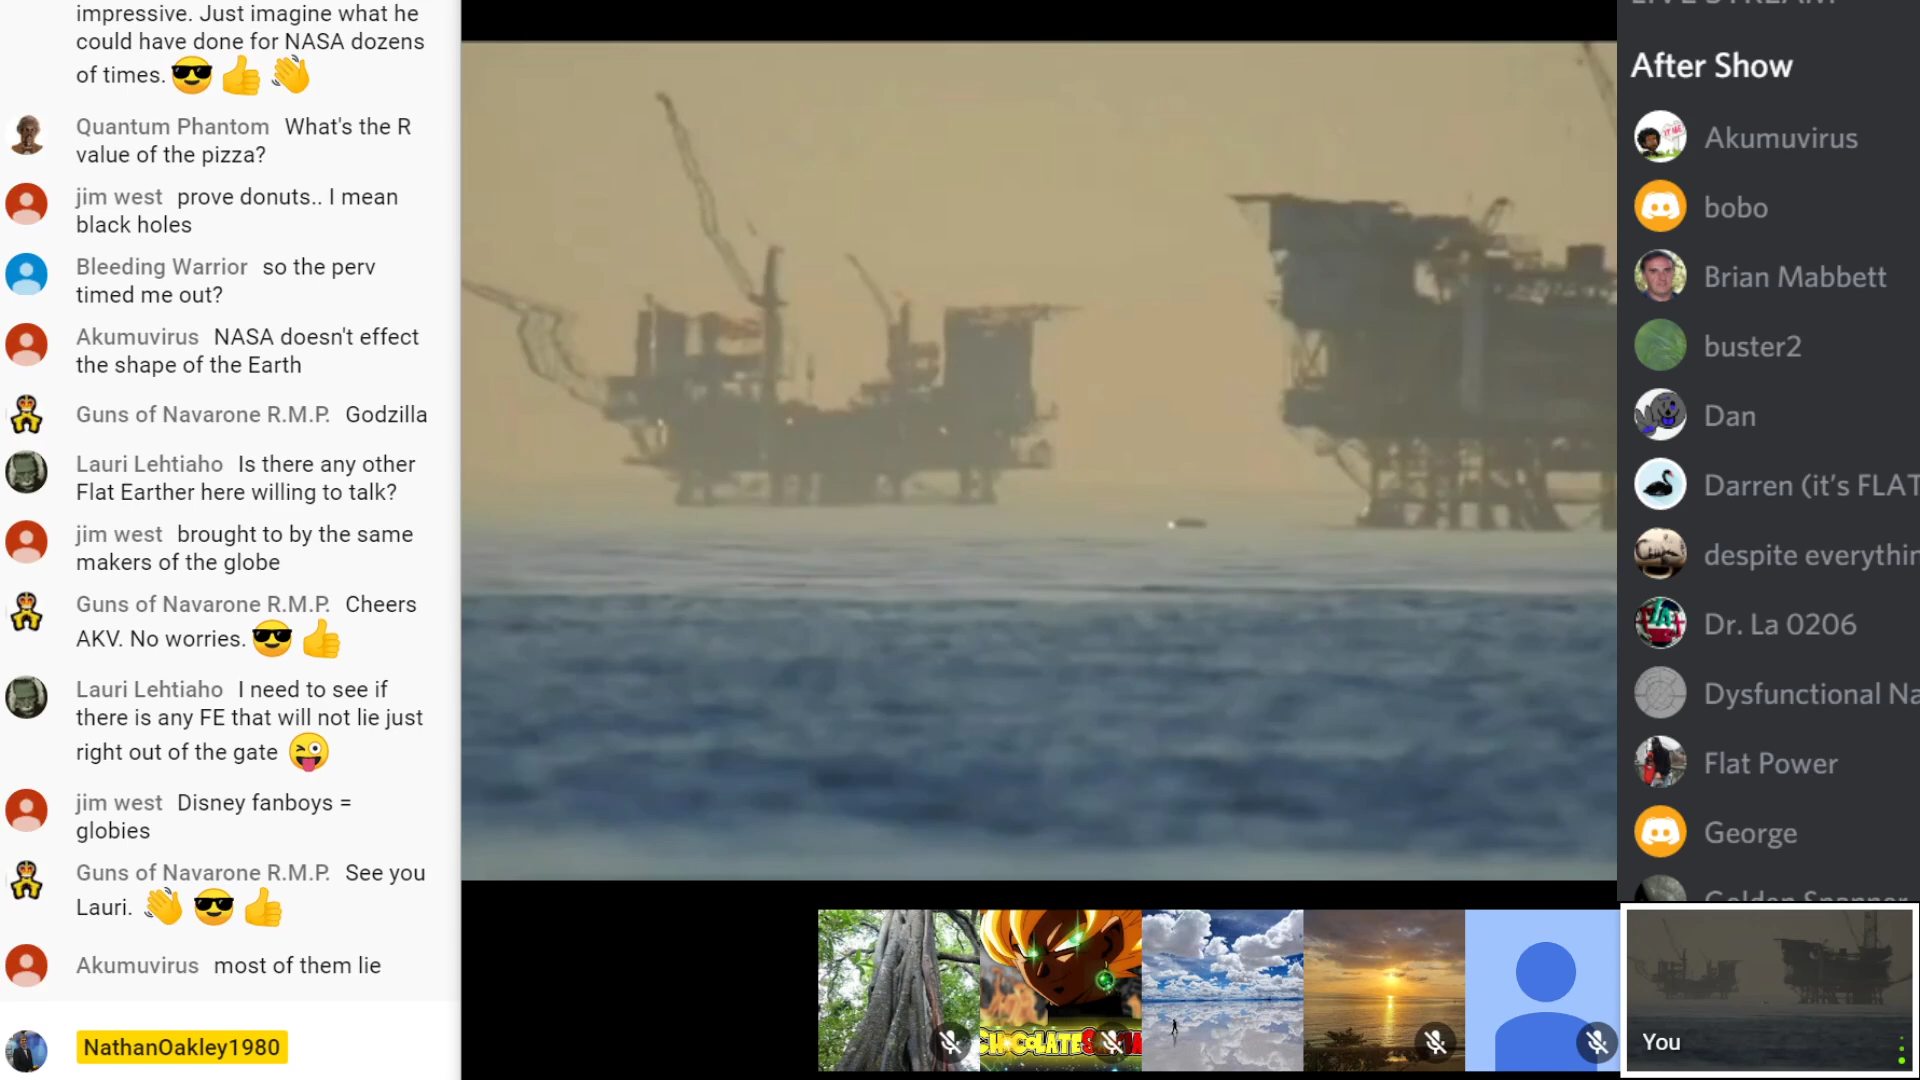 impressive. Just imagine what he
could have done for NASA dozens
of times.
Quantum Phantom What's the R
value of the pizza?
jim west prove donuts.. I mean
black holes
Bleeding Warrior so the perv
timed me out?
Akumuvirus NASA doesn't effect
the shape of the Earth
Guns of Navarone R.M.P. Godzilla
Lauri Lehtiaho Is there any other
Flat Earther here willing to talk?
jim west brought to by the same
makers of the globe
Guns of Navarone R.M.P. Cheers
AKV. No worries.
Lauri Lehtiaho I need to see if
there is any FE that will not lie just
right out of the gate
jim west Disney fanboys =
globies
Guns of Navarone R.M.P. See you
Lauri.
Akumuvirus most of them lie
NathanOakley1980
LIVE STREAM
After Show
Akumuvirus
bobo
Brian Mabbett
buster2
Dan
Darren (it's FLAT
despite everythin
Dr. La 0206
Dysfunctional Na
Flat Power
George
Golden Spanner
CHOCOLATE
You